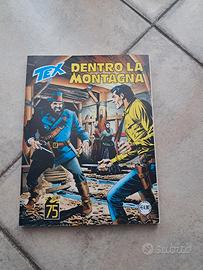 TEX
DENTRO LA
MONTAGNA
75
Subito